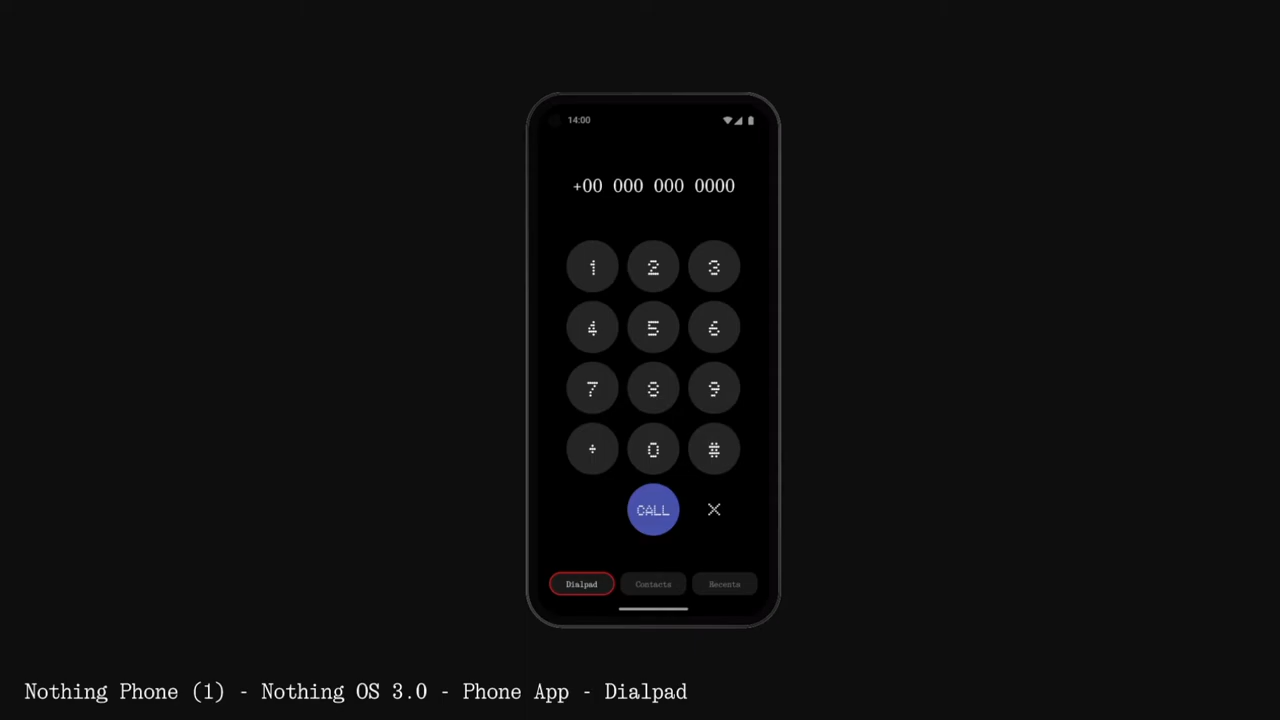 14:00
+00 000 000 0000
1 2 3
4 5 6
7 8 9
+ 0 #
CALL ×
Dialpad Contacts Recents
Nothing Phone (1) - Nothing OS 3.0 - Phone App - Dialpad